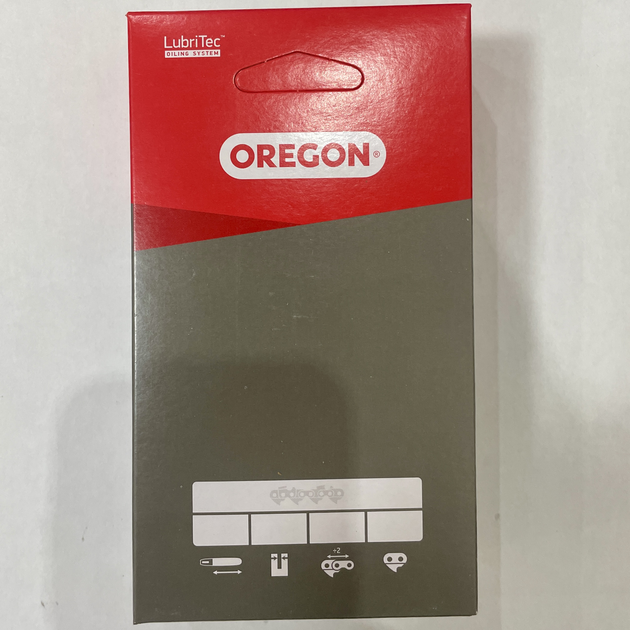 LubriTec™
OILING SYSTEM
OREGON®
÷2